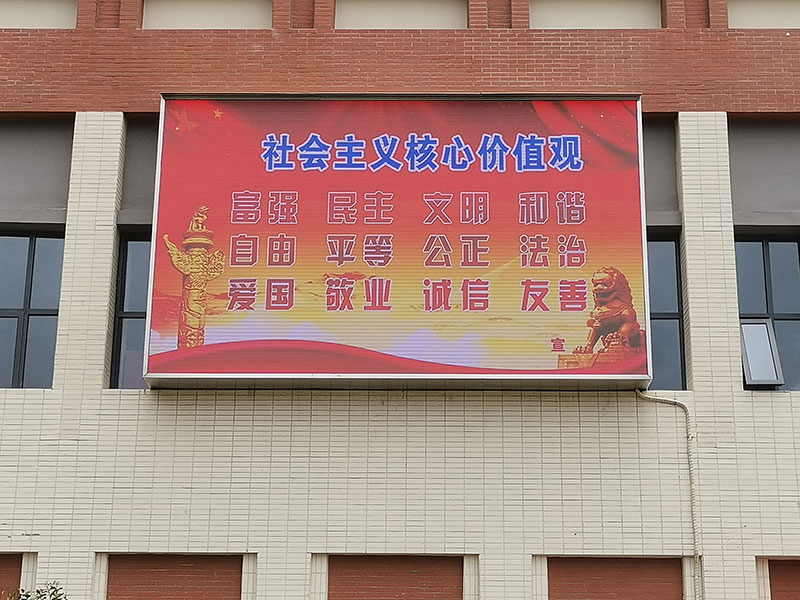 社会主义核心价值观
富强 民主 文明 和谐
自由 平等 公正 法治
爱国 敬业 诚信 友善
宣